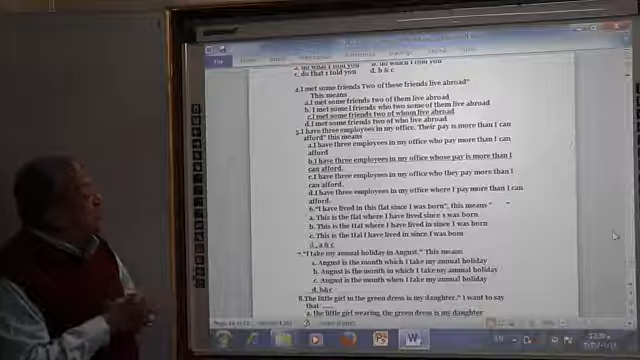 a. do what I told you b. do which I told you
c. do that I told you d. b & c
4.I met some friends Two of these friends live abroad"
This means
a.I met some friends two of them live abroad
b. I met some friends who two some of them live abroad
c.I met some friends two of whom live abroad
d.I met some friends two of who live abroad
5.I have three employees in my office. Their pay is more than I can
afford" this means
a.I have three employees in my office who pay more than I can
afford
b.I have three employees in my office whose pay is more than I
can afford.
c.I have three employees in my office who they pay more than I
can afford.
d.I have three employees in my office where I pay more than I can
afford.
6."I have lived in this flat since I was born", this means "
a. This is the flat where I have lived since I was born
b. This is the flat where I have lived in since I was born
c. This is the flat I have lived in since I was born
d. a & c
7."I take my annual holiday in August." This means
a. August is the month which I take my annual holiday
b. August is the month in which I take my annual holiday
c. August is the month when I take my annual holiday
d. b&c
8.The little girl in the green dress is my daughter." I want to say
that ......
a. the little girl wearing the green dress is my daughter